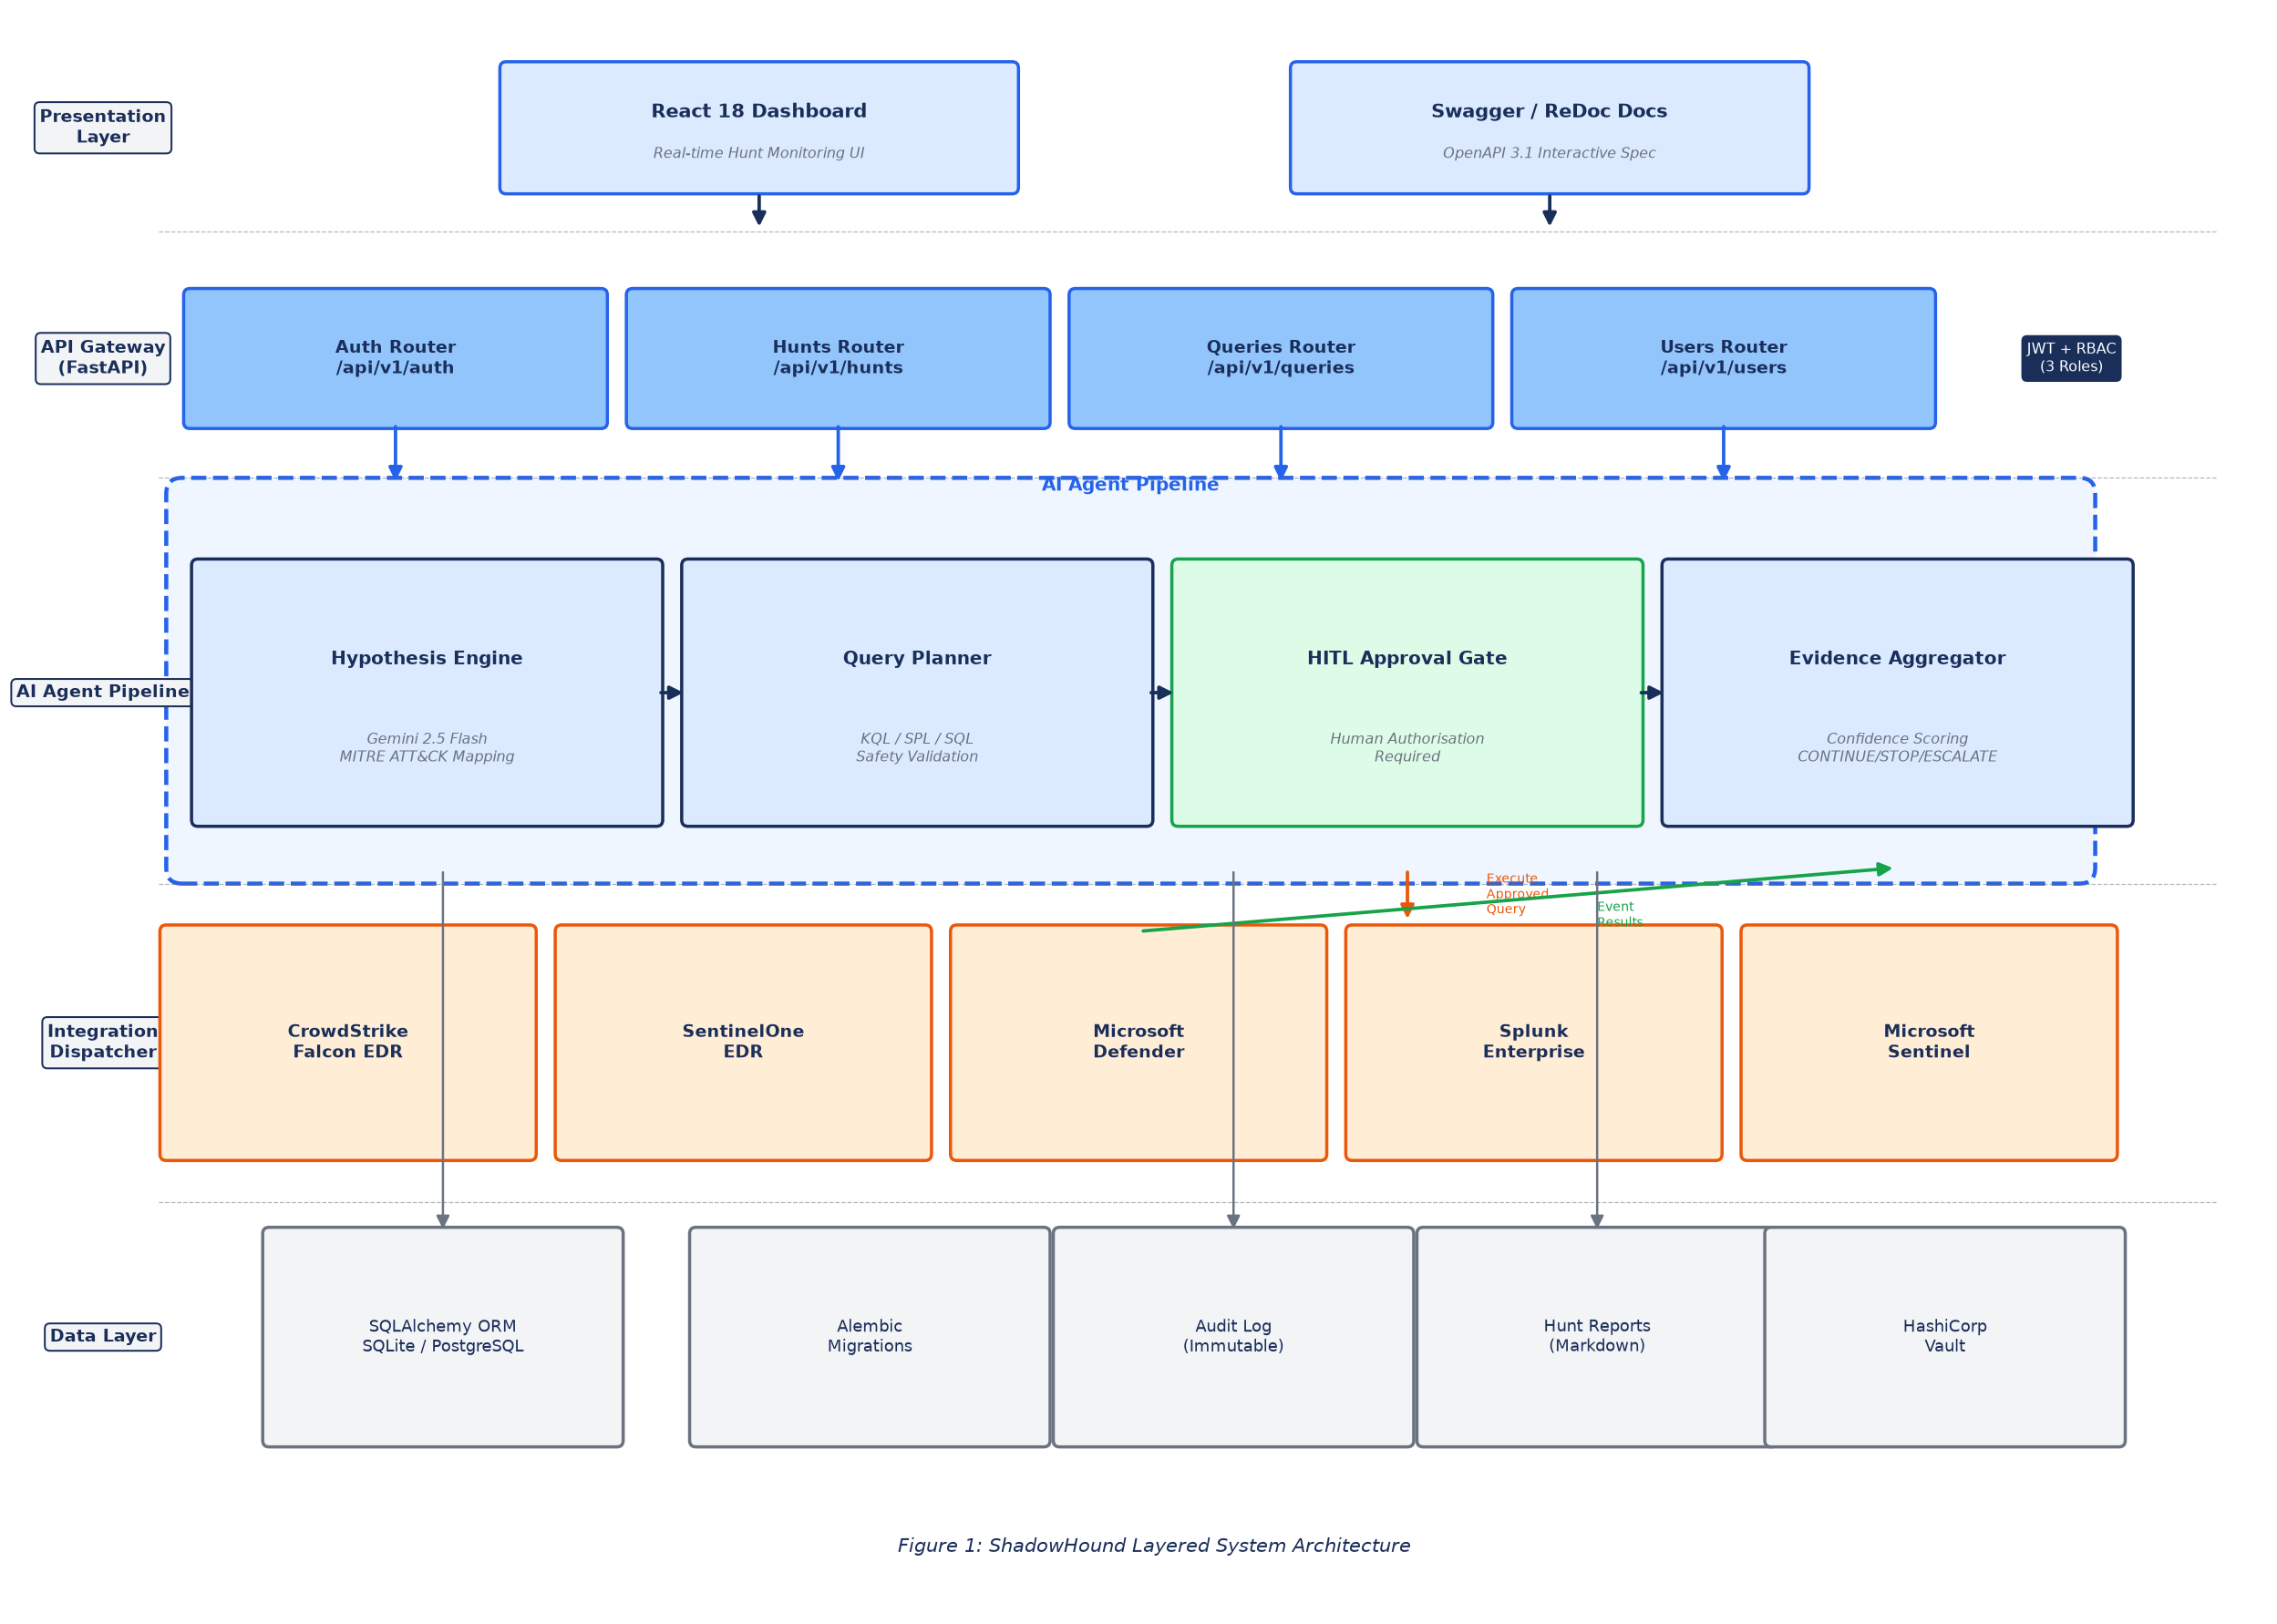 Presentation
Layer
React 18 Dashboard
Real-time Hunt Monitoring UI
Swagger / ReDoc Docs
OpenAPI 3.1 Interactive Spec
API Gateway
(FastAPI)
Auth Router
/api/v1/auth
Hunts Router
/api/v1/hunts
Queries Router
/api/v1/queries
Users Router
/api/v1/users
JWT + RBAC
(3 Roles)
AI Agent Pipeline
AI Agent Pipeline
Hypothesis Engine
Gemini 2.5 Flash
MITRE ATT&CK Mapping
Query Planner
KQL / SPL / SQL
Safety Validation
HITL Approval Gate
Human Authorisation
Required
Evidence Aggregator
Confidence Scoring
CONTINUE/STOP/ESCALATE
Execute
Approved
Query
Event
Results
Integration
Dispatcher
CrowdStrike
Falcon EDR
SentinelOne
EDR
Microsoft
Defender
Splunk
Enterprise
Microsoft
Sentinel
Data Layer
SQLAlchemy ORM
SQLite / PostgreSQL
Alembic
Migrations
Audit Log
(Immutable)
Hunt Reports
(Markdown)
HashiCorp
Vault
Figure 1: ShadowHound Layered System Architecture